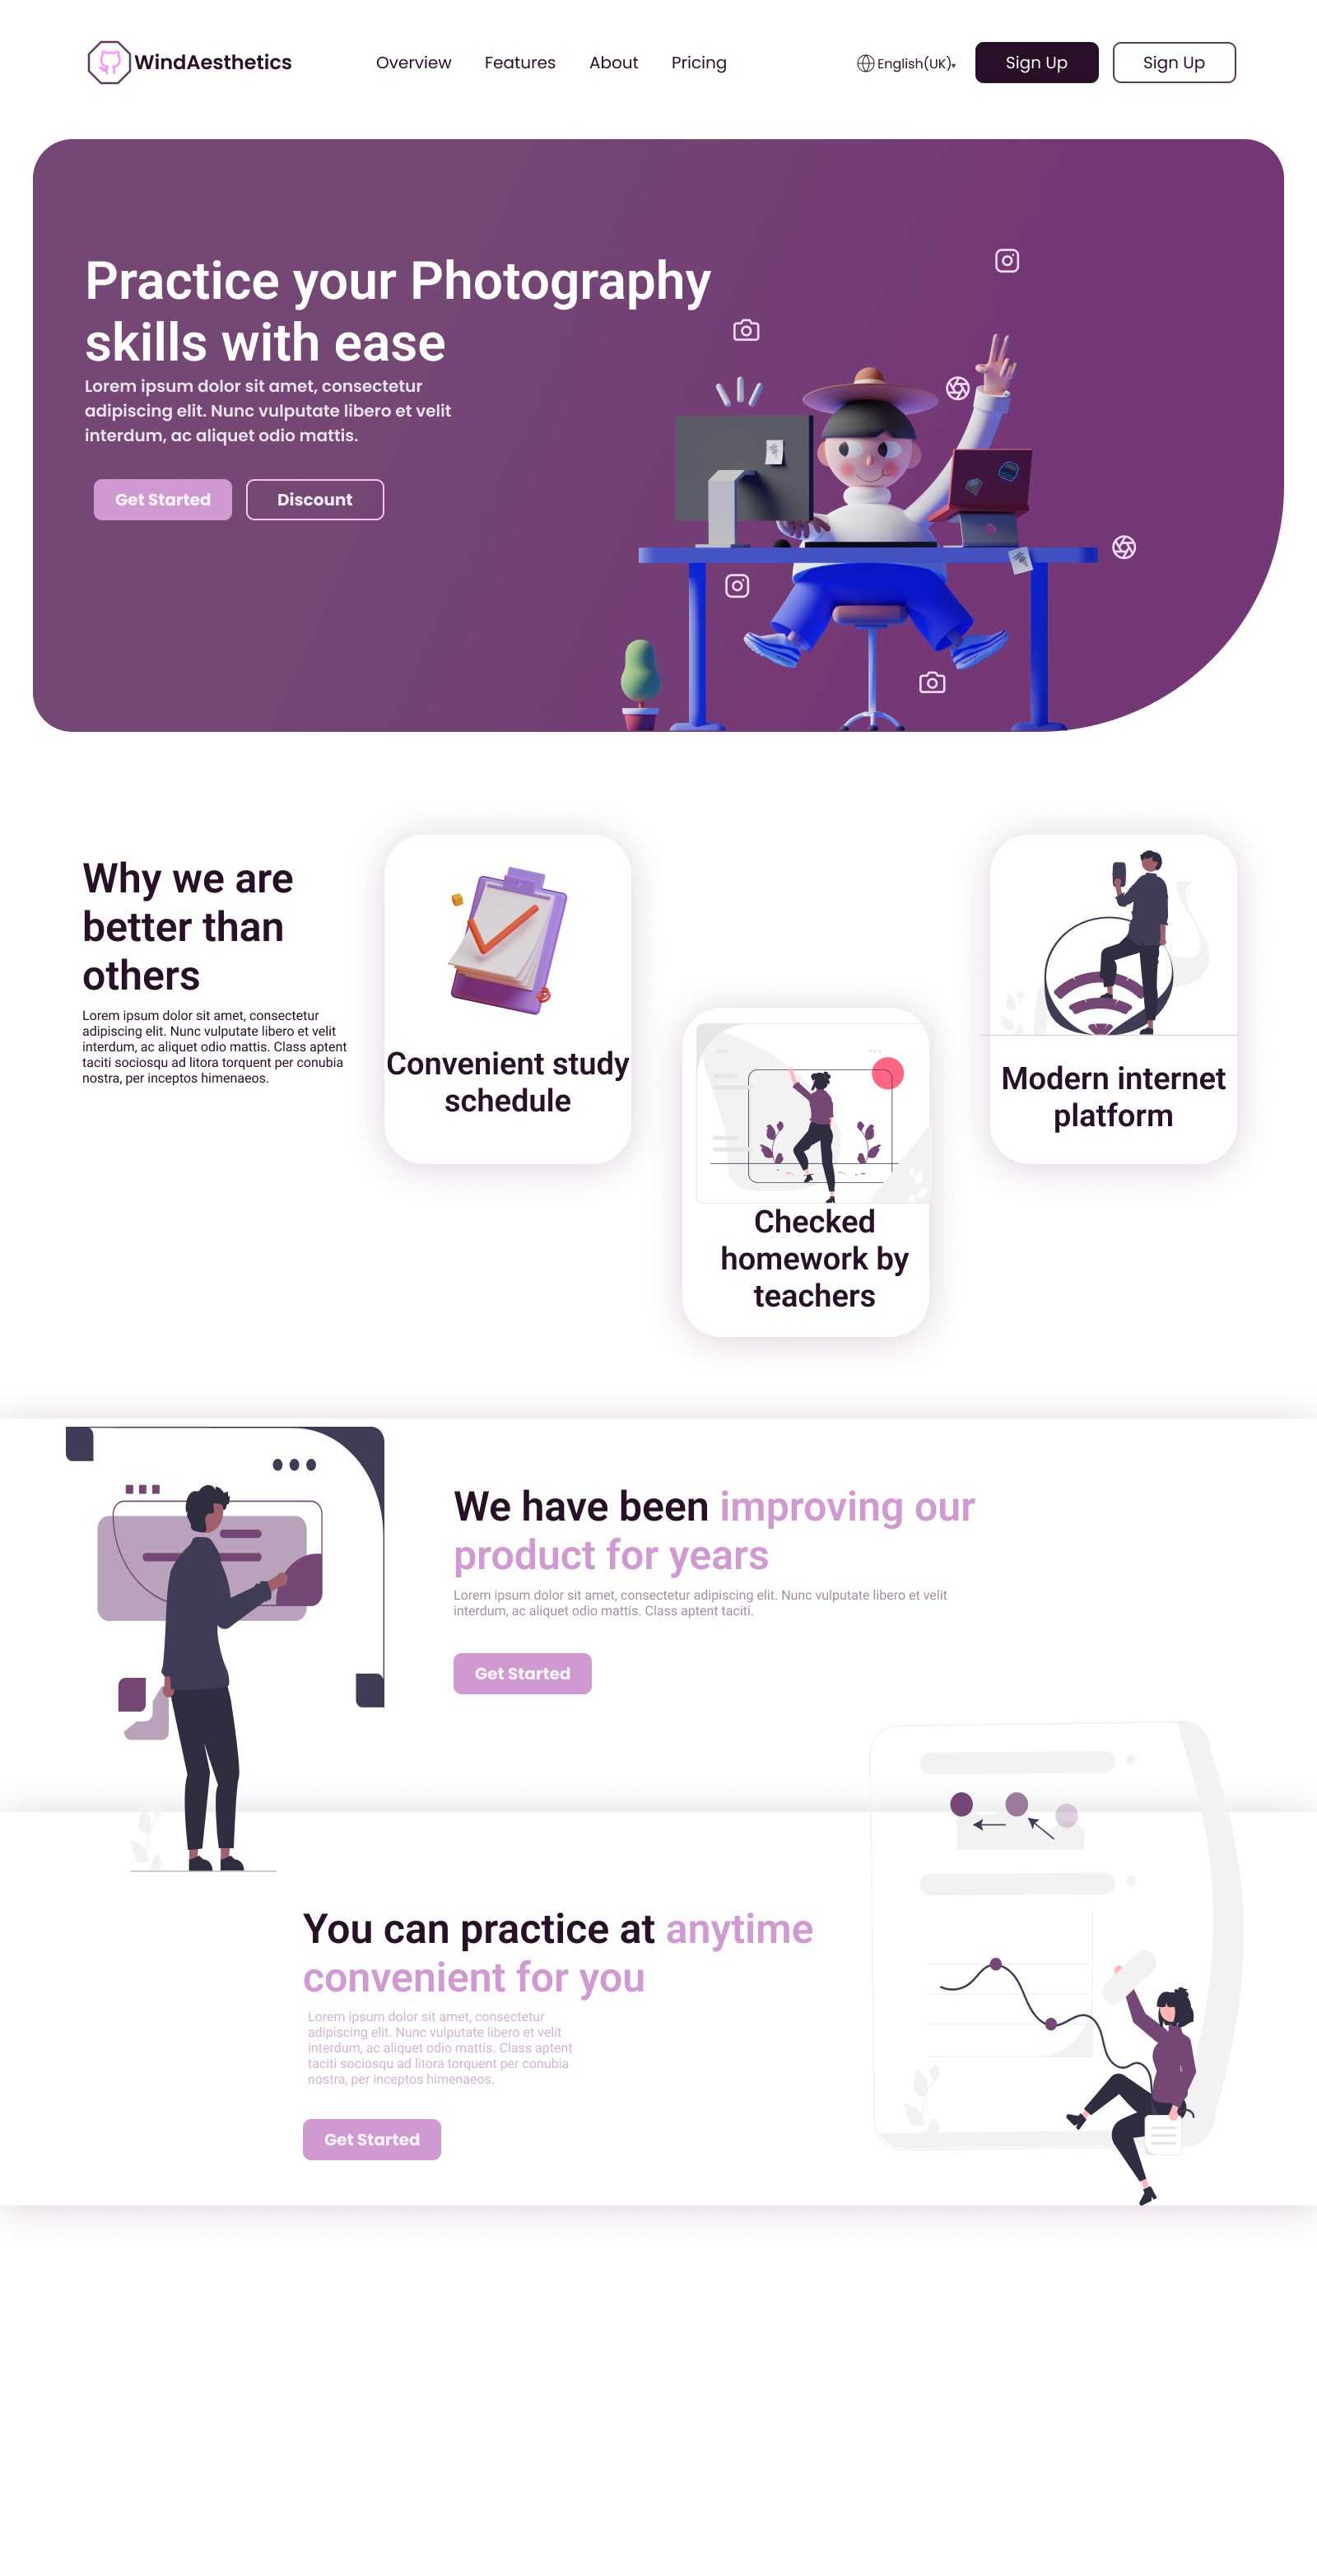 WindAesthetics
Overview
Features
About
Pricing
English(UK)
Sign Up
Sign Up
Practice your Photography
skills with ease
Lorem ipsum dolor sit amet, consectetur
adipiscing elit. Nunc vulputate libero et velit
interdum, ac aliquet odio mattis.
Get Started
Discount
Why we are
better than
others
Lorem ipsum dolor sit amet, consectetur
adipiscing elit. Nunc vulputate libero et velit
interdum, ac aliquet odio mattis. Class aptent
taciti sociosqu ad litora torquent per conubia
nostra, per inceptos himenaeos.
Convenient study
schedule
Checked
homework by
teachers
Modern internet
platform
We have been improving our
product for years
Lorem ipsum dolor sit amet, consectetur adipiscing elit. Nunc vulputate libero et velit
interdum, ac aliquet odio mattis. Class aptent taciti.
Get Started
You can practice at anytime
convenient for you
Lorem ipsum dolor sit amet, consectetur
adipiscing elit. Nunc vulputate libero et velit
interdum, ac aliquet odio mattis. Class aptent
taciti sociosqu ad litora torquent per conubia
nostra, per inceptos himenaeos.
Get Started